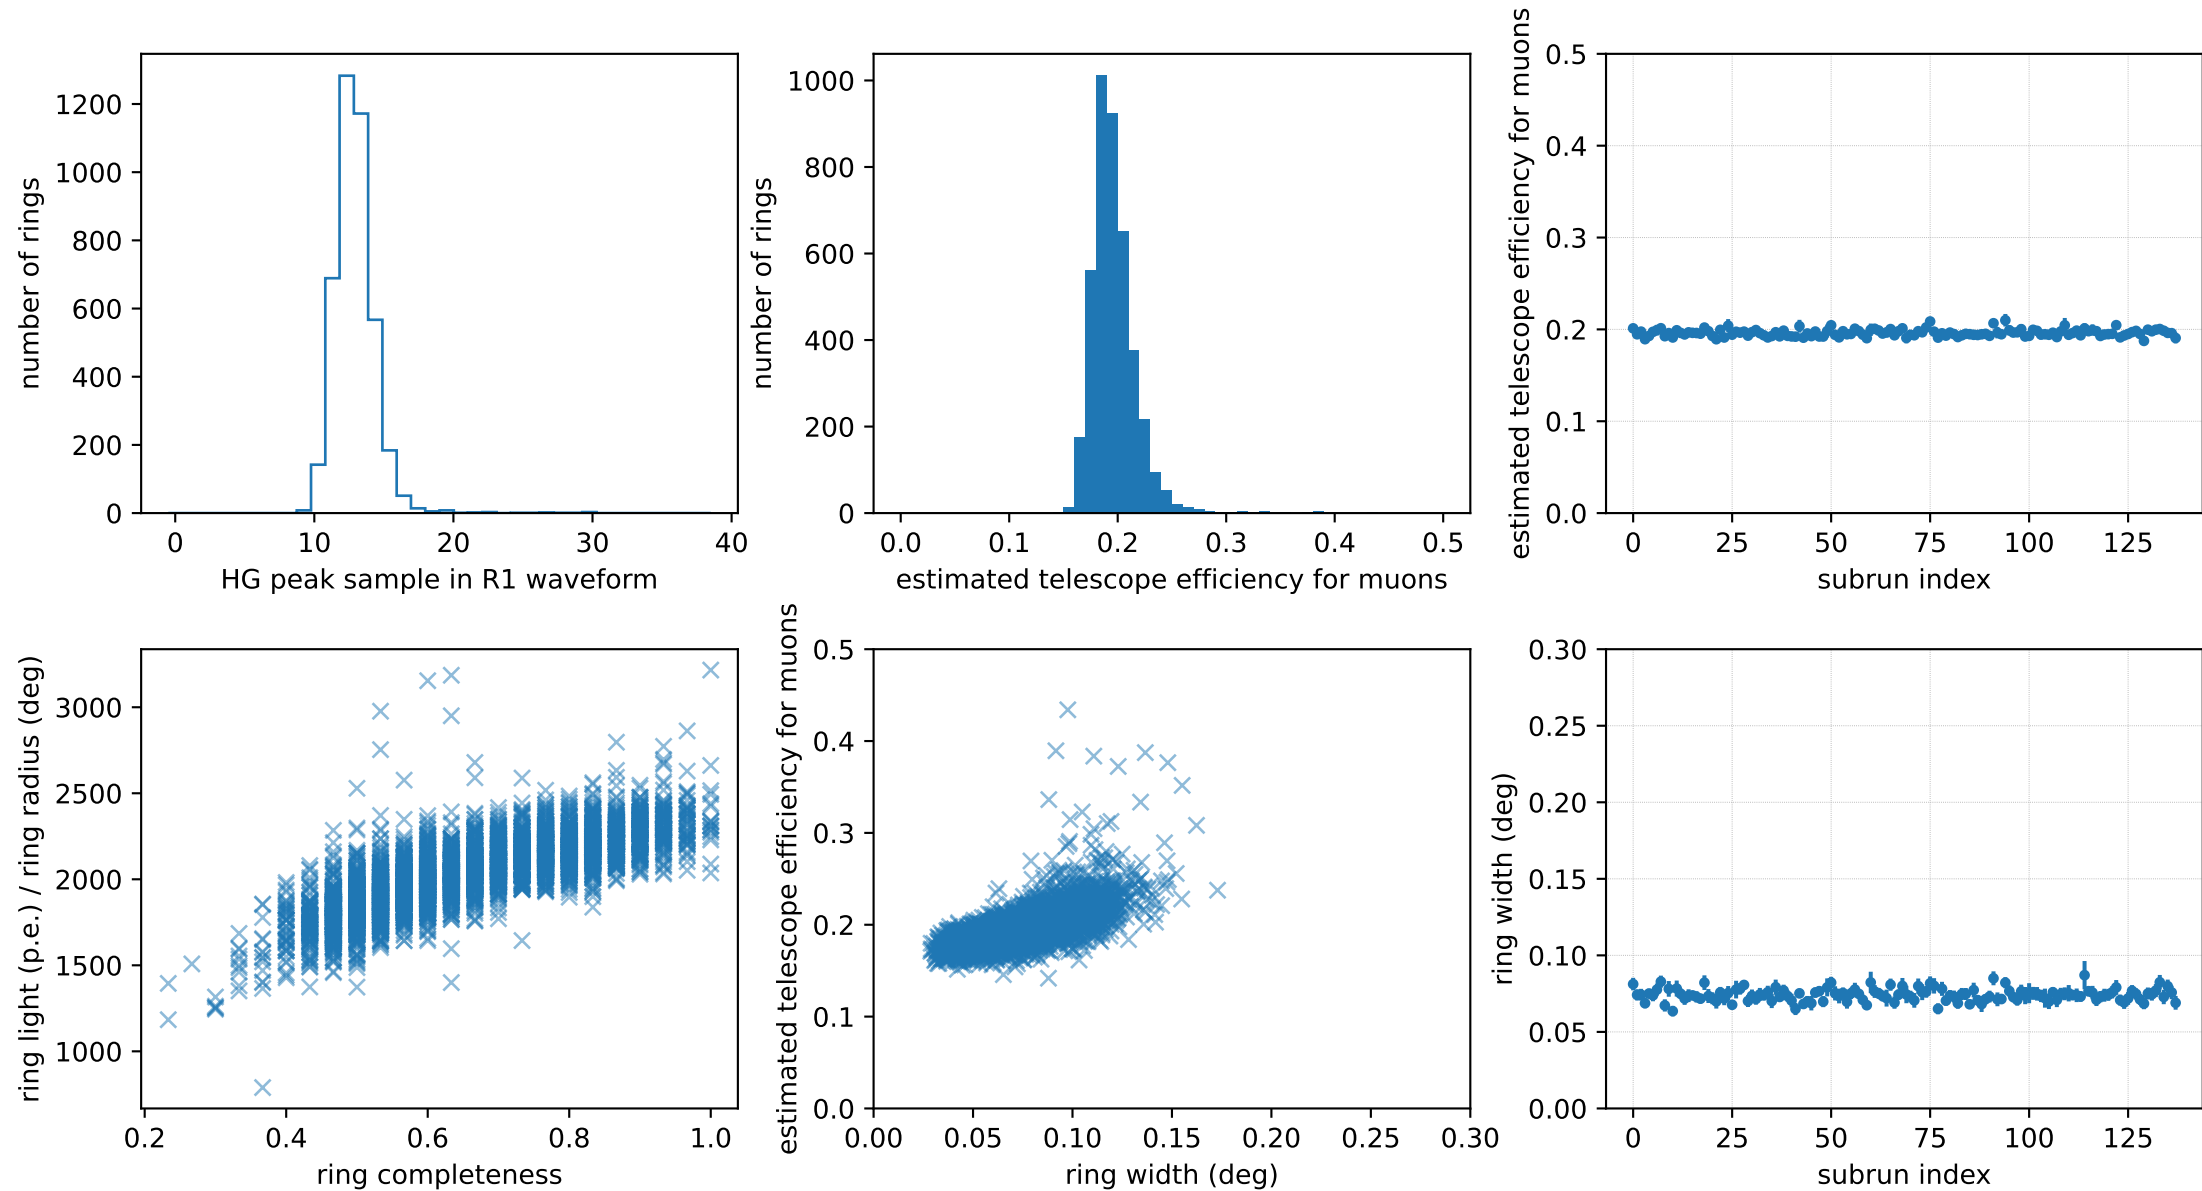 number of rings
1200
1000
800
600
400
200
0
0 10 20 30 40
HG peak sample in R1 waveform
number of rings
1000
800
600
400
200
0
0.0 0.1 0.2 0.3 0.4 0.5
estimated telescope efficiency for muons
estimated telescope efficiency for muons
0.5
0.4
0.3
0.2
0.1
0.0
0 25 50 75 100 125
subrun index
ring light (p.e.) / ring radius (deg)
3000
2500
2000
1500
1000
0.2 0.4 0.6 0.8 1.0
ring completeness
estimated telescope efficiency for muons
0.5
0.4
0.3
0.2
0.1
0.0
0.00 0.05 0.10 0.15 0.20 0.25 0.30
ring width (deg)
ring width (deg)
0.30
0.25
0.20
0.15
0.10
0.05
0.00
0 25 50 75 100 125
subrun index